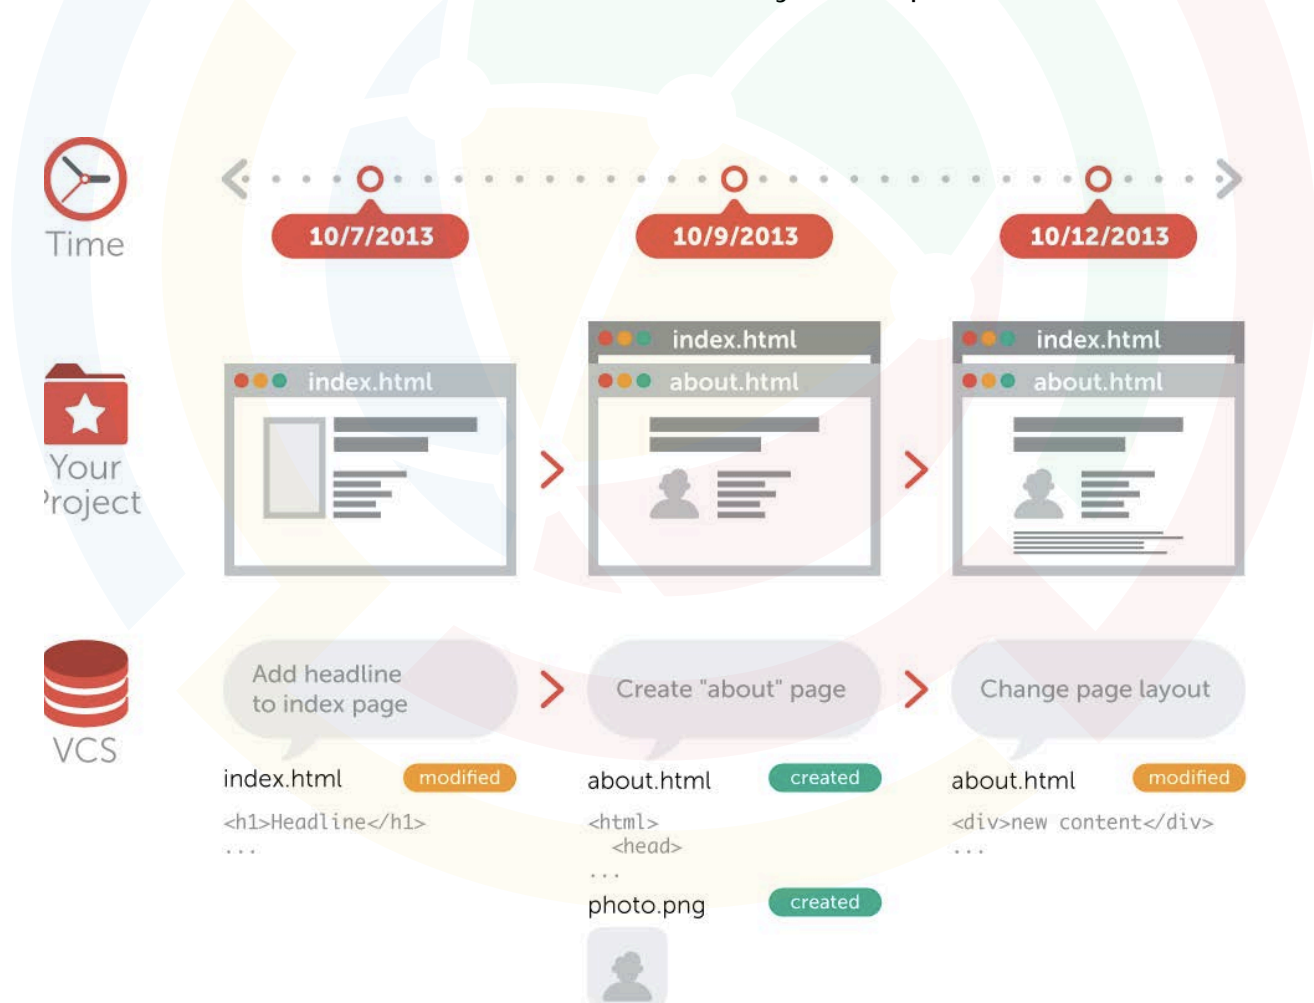 Time
10/7/2013
10/9/2013
10/12/2013
Your
Project
index.html
index.html
about.html
index.html
about.html
VCS
Add headline
to index page
Create "about" page
Change page layout
index.html modified
<h1>Headline</h1>
...
about.html created
<html>
<head>
...
photo.png created
about.html modified
<div>new content</div>
...